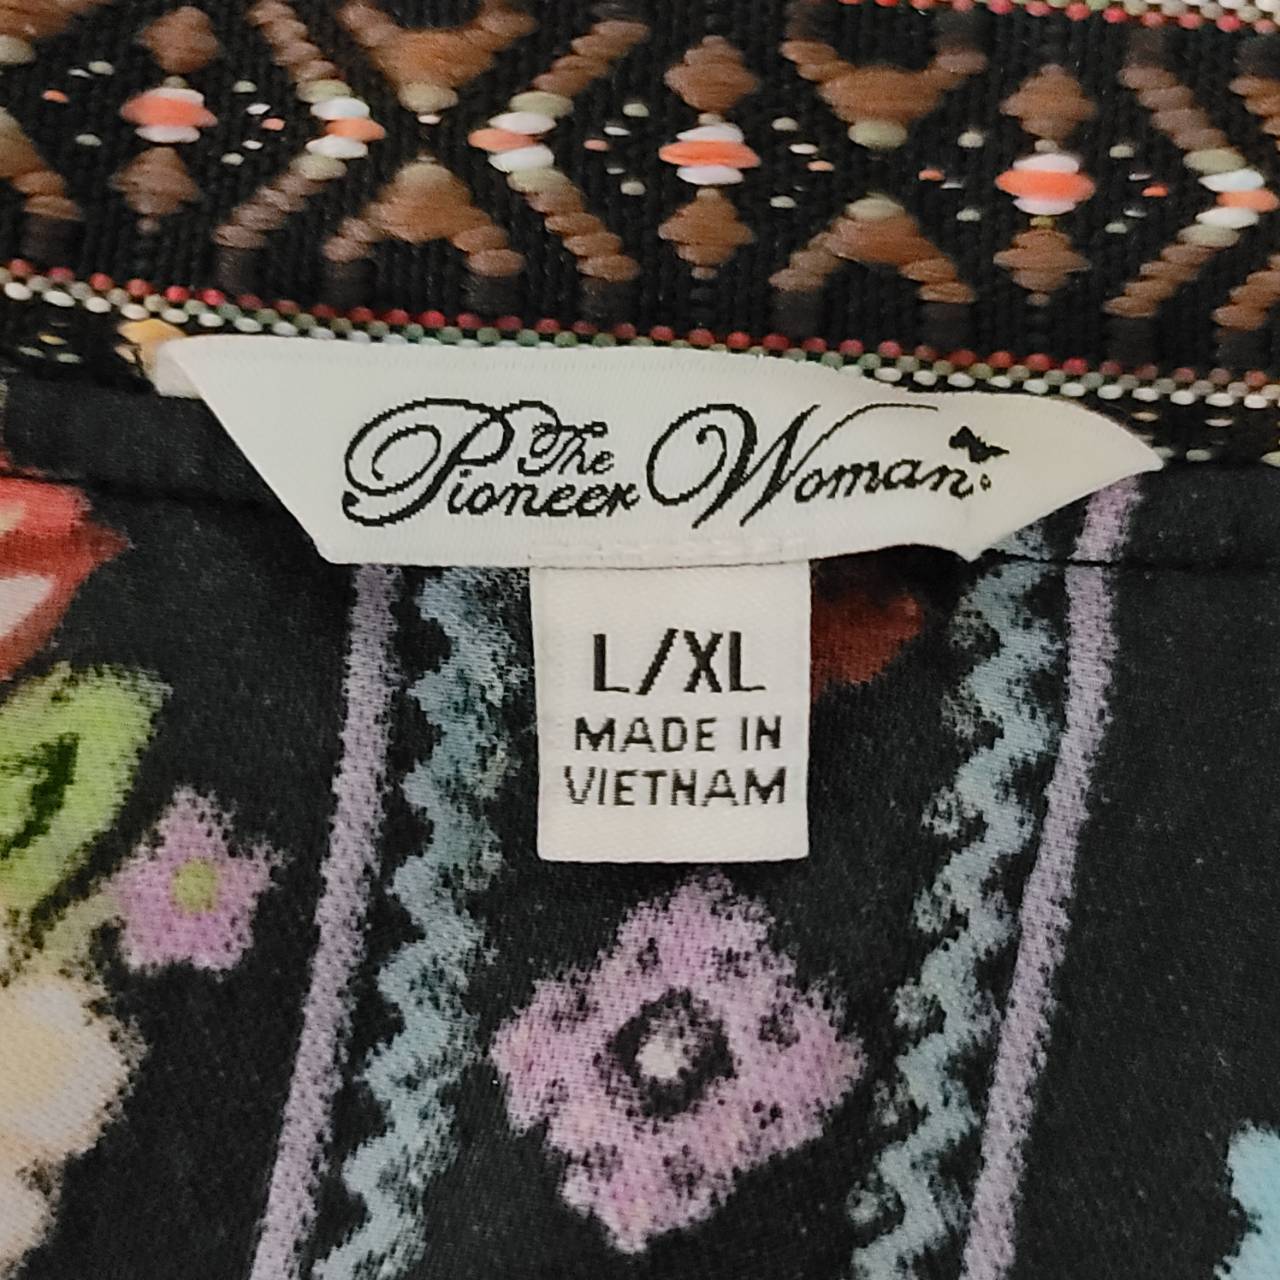 The
Pioneer Woman
L/XL
MADE IN
VIETNAM